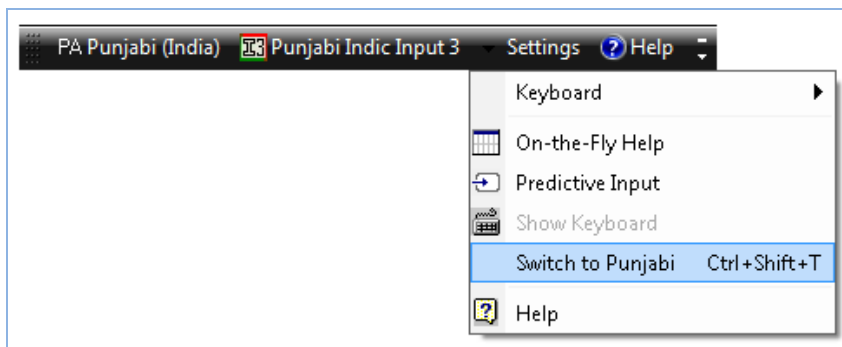 PA Punjabi (India) I3 Punjabi Indic Input 3 Settings ? Help
Keyboard
On-the-Fly Help
Predictive Input
Show Keyboard
Switch to Punjabi Ctrl+Shift+T
? Help